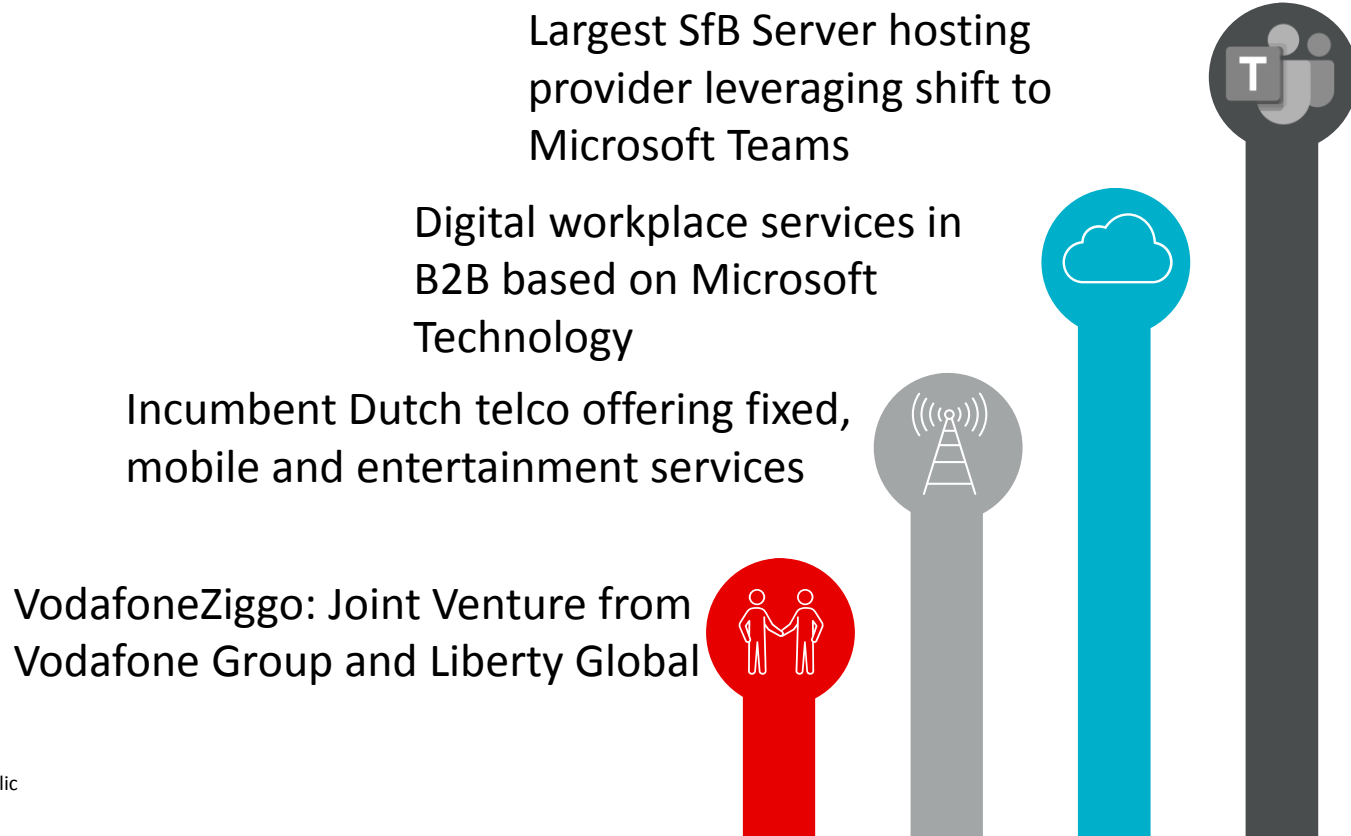 Largest SfB Server hosting
provider leveraging shift to
Microsoft Teams
T
Digital workplace services in
B2B based on Microsoft
Technology
Incumbent Dutch telco offering fixed,
mobile and entertainment services
VodafoneZiggo: Joint Venture from
Vodafone Group and Liberty Global
lic